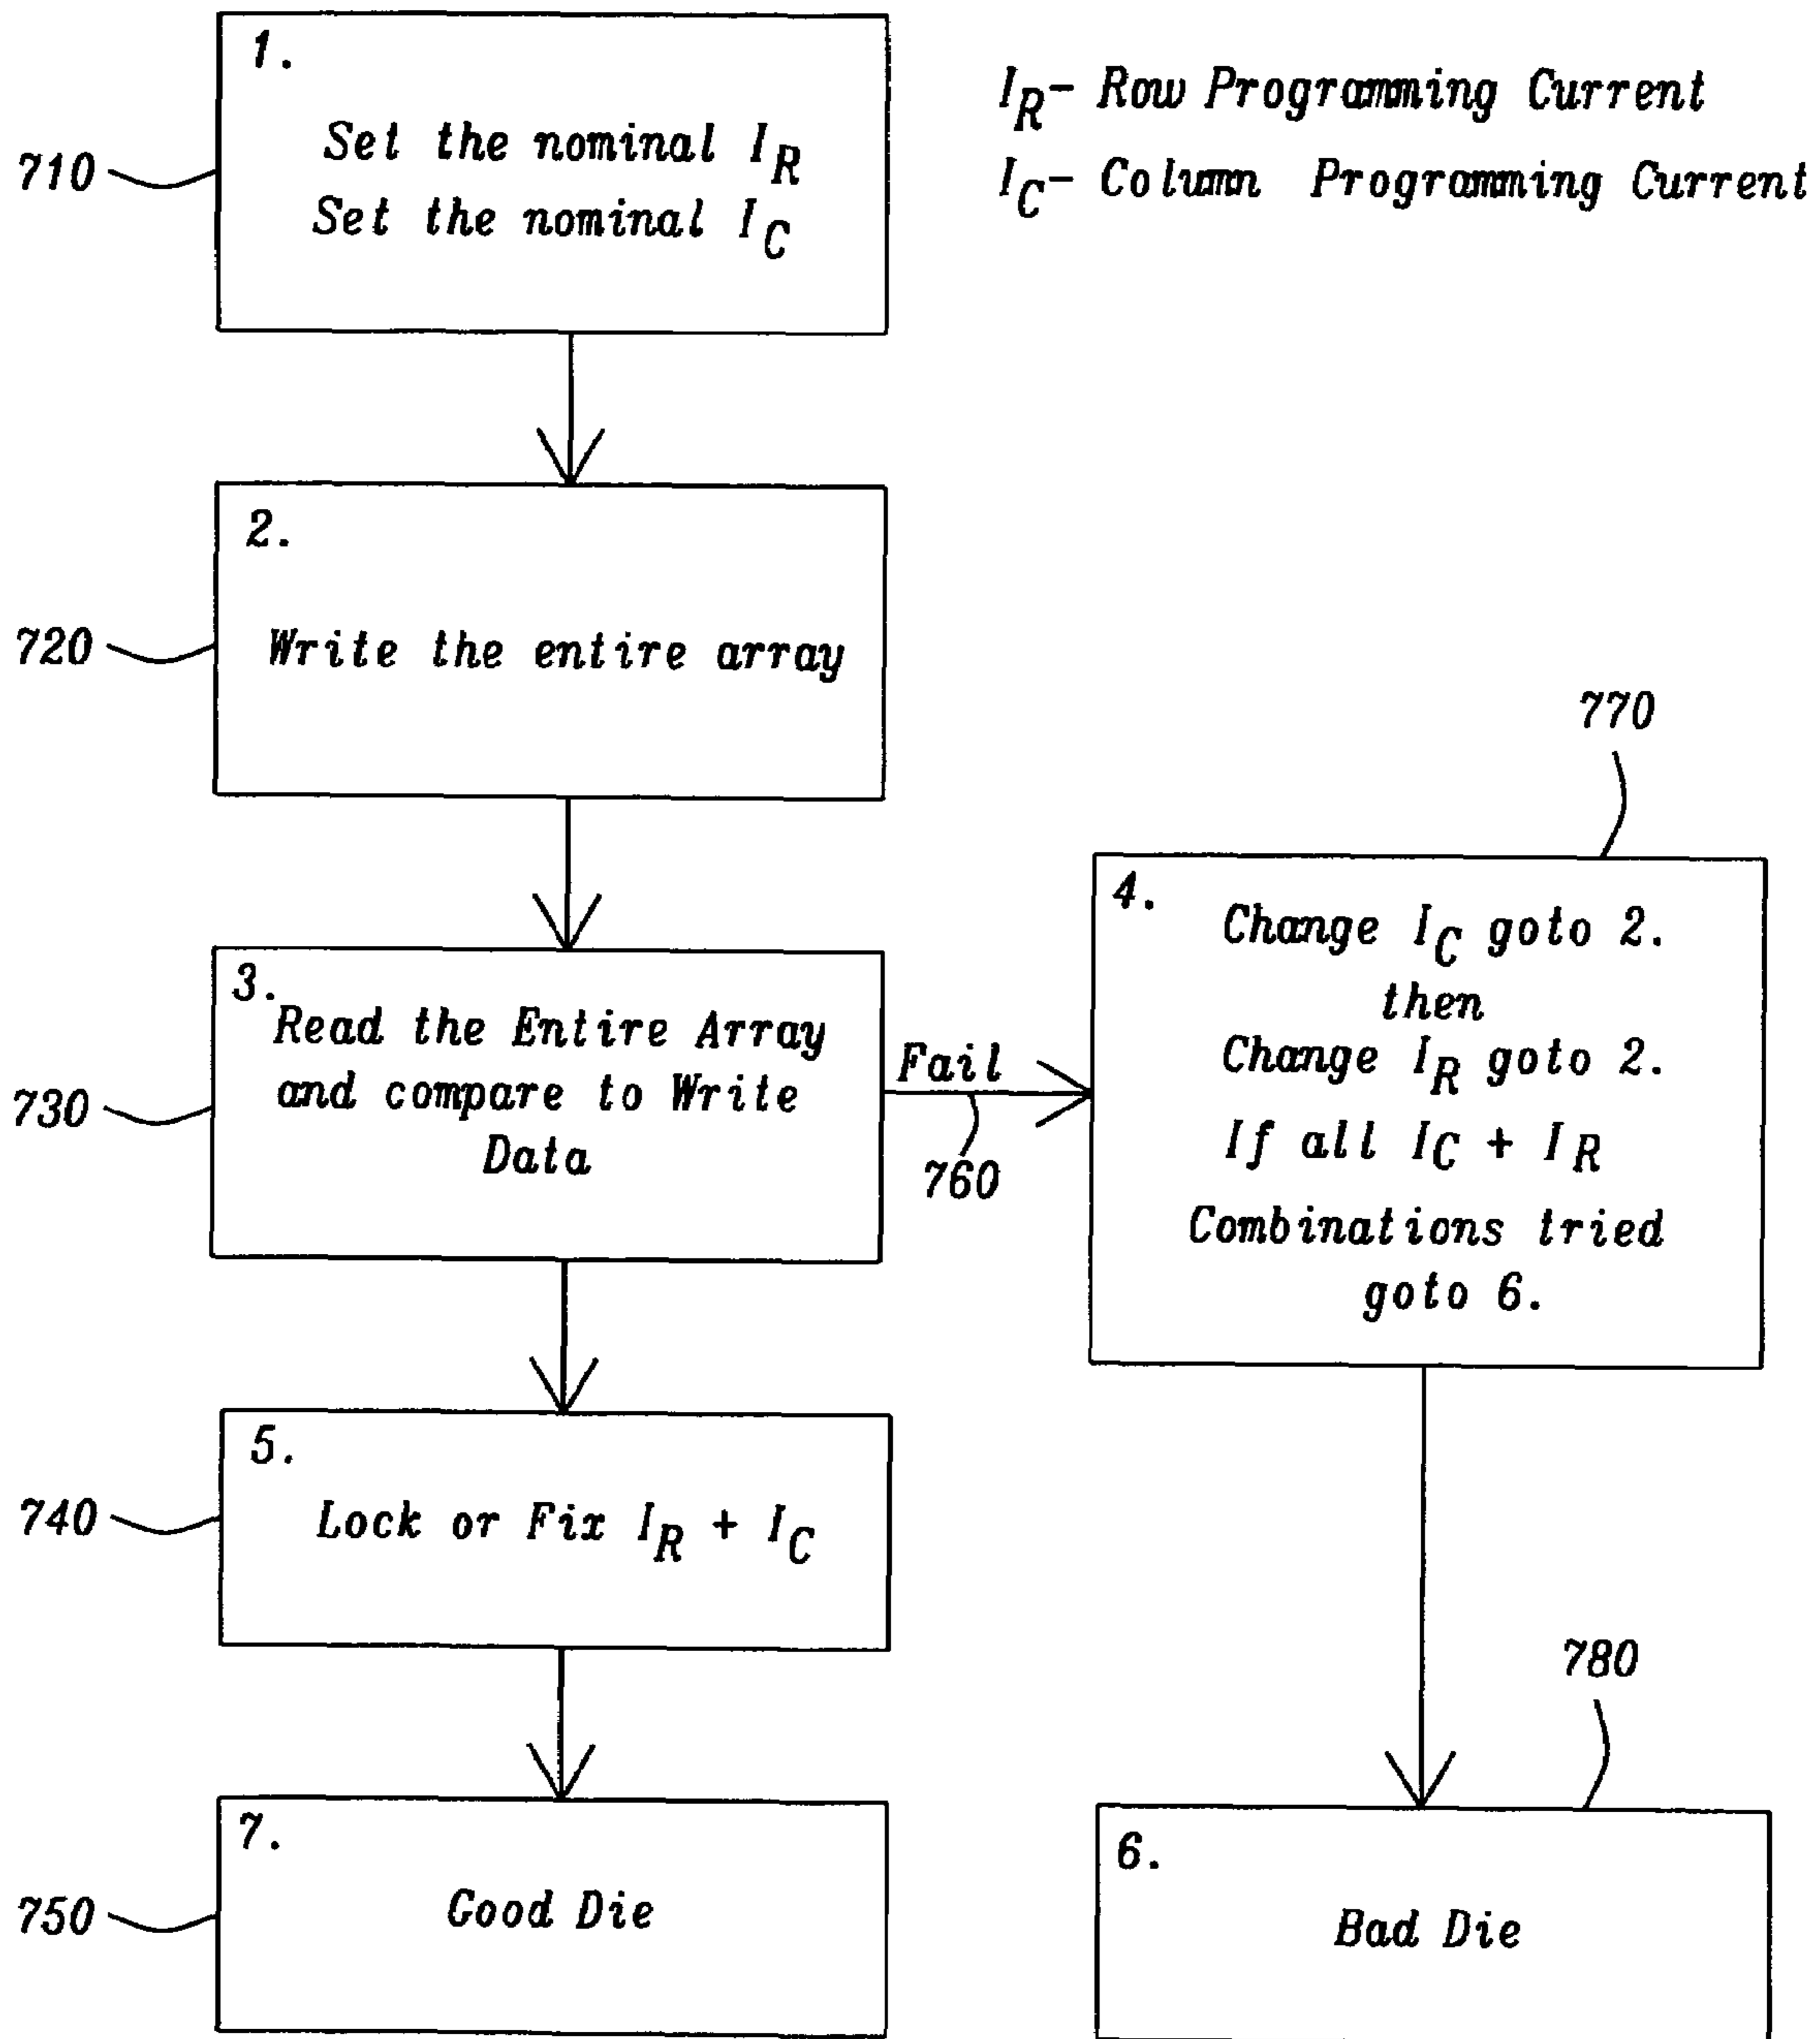 1.
Set the nominal I_R
Set the nominal I_C
710
I_R - Row Programming Current
I_C - Column Programming Current
2.
Write the entire array
720
3.
Read the Entire Array
and compare to Write
Data
730
Fail
760
770
4.
Change I_C goto 2.
then
Change I_R goto 2.
If all I_C + I_R
Combinations tried
goto 6.
5.
Lock or Fix I_R + I_C
740
7.
Good Die
750
780
6.
Bad Die